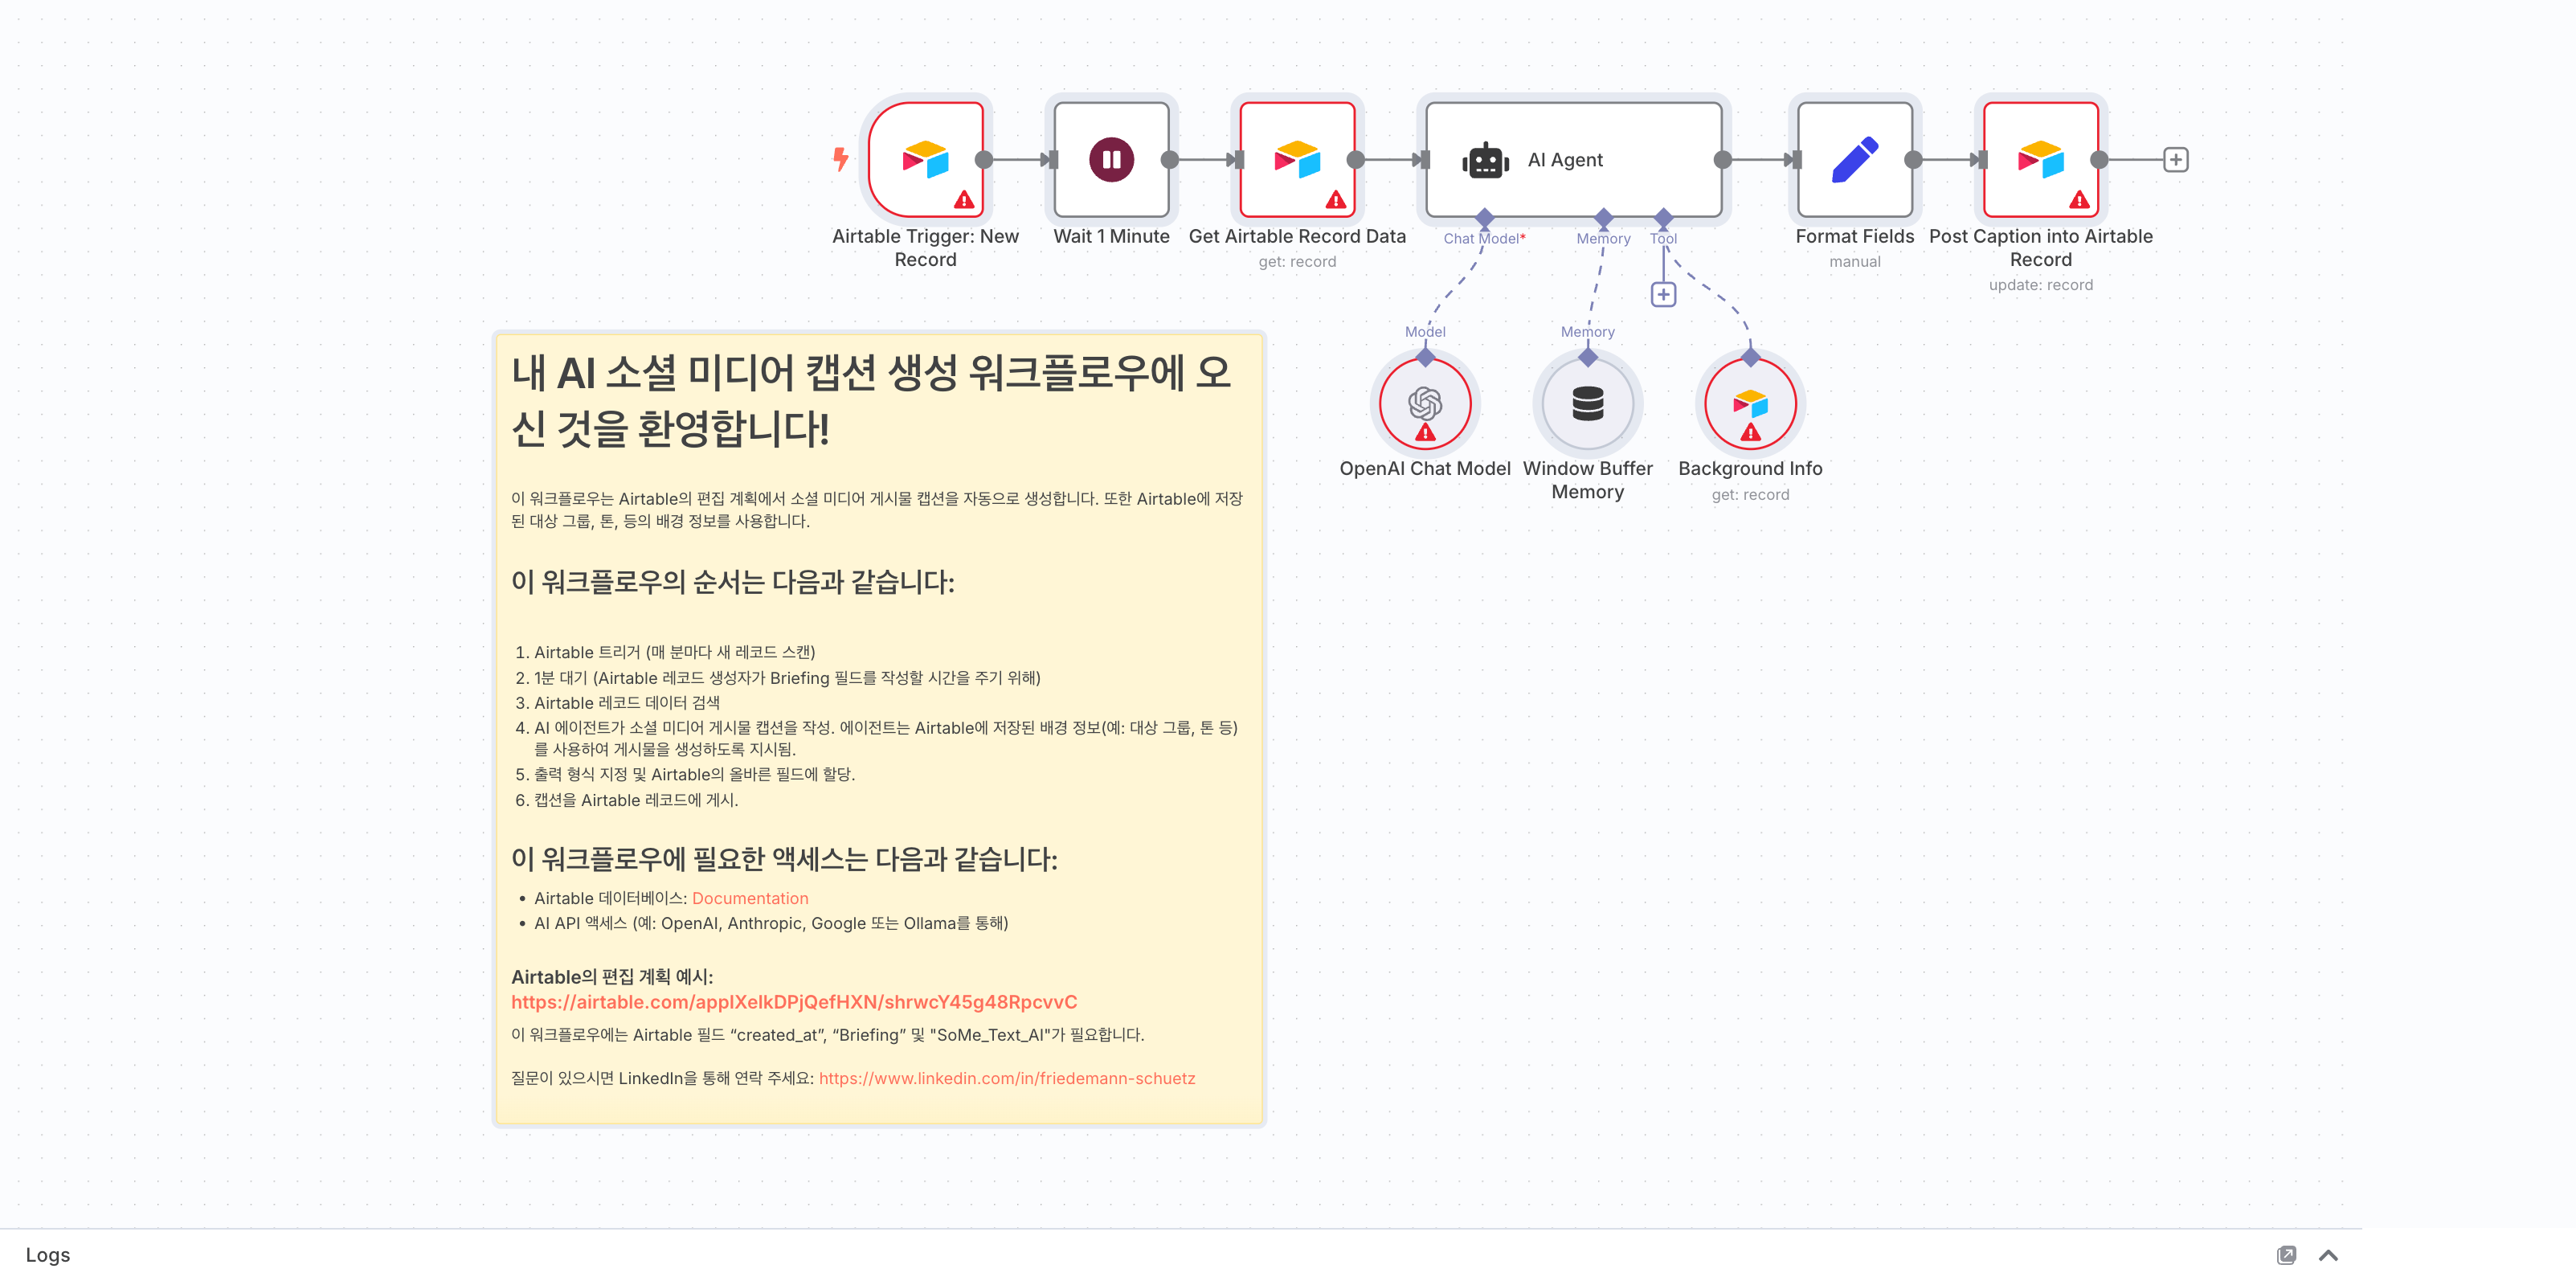 AI Agent
Airtable Trigger: New
Record
Wait 1 Minute
Get Airtable Record Data
get: record
Chat Model*
Memory
Tool
Format Fields
manual
Post Caption into Airtable
Record
update: record
Model
Memory
OpenAI Chat Model
Window Buffer
Memory
Background Info
get: record
내 AI 소셜 미디어 캡션 생성 워크플로우에 오
신 것을 환영합니다!
이 워크플로우는 Airtable의 편집 계획에서 소셜 미디어 게시물 캡션을 자동으로 생성합니다. 또한 Airtable에 저장
된 대상 그룹, 톤, 등의 배경 정보를 사용합니다.
이 워크플로우의 순서는 다음과 같습니다:
1. Airtable 트리거 (매 분마다 새 레코드 스캔)
2. 1분 대기 (Airtable 레코드 생성자가 Briefing 필드를 작성할 시간을 주기 위해)
3. Airtable 레코드 데이터 검색
4. AI 에이전트가 소셜 미디어 게시물 캡션을 작성. 에이전트는 Airtable에 저장된 배경 정보(예: 대상 그룹, 톤 등)
를 사용하여 게시물을 생성하도록 지시됨.
5. 출력 형식 지정 및 Airtable의 올바른 필드에 할당.
6. 캡션을 Airtable 레코드에 게시.
이 워크플로우에 필요한 액세스는 다음과 같습니다:
• Airtable 데이터베이스: Documentation
• AI API 액세스 (예: OpenAI, Anthropic, Google 또는 Ollama를 통해)
Airtable의 편집 계획 예시:
https://airtable.com/appIXeIkDPjQefHXN/shrwcY45g48RpcvvC
이 워크플로우에는 Airtable 필드 “created_at”, “Briefing” 및 "SoMe_Text_AI"가 필요합니다.
질문이 있으시면 LinkedIn을 통해 연락 주세요: https://www.linkedin.com/in/friedemann-schuetz
Logs